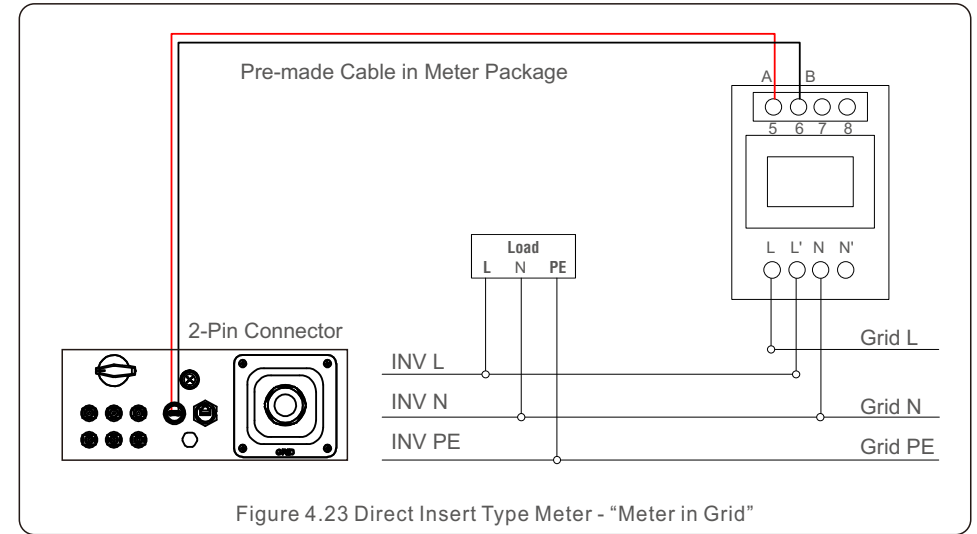 A B
Pre-made Cable in Meter Package
5 6 7 8
L L' N N'
Load
L N PE
2-Pin Connector
Grid L
INV L
INV N
Grid N
INV PE
Grid PE
GRID
Figure 4.23 Direct Insert Type Meter - “Meter in Grid”